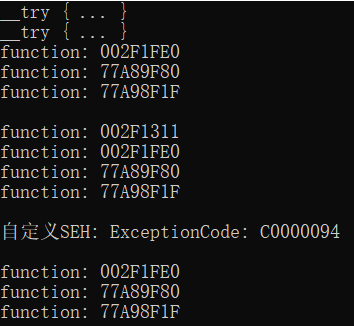 __try { ... }
__try { ... }
function: 002F1FE0
function: 77A89F80
function: 77A98F1F
function: 002F1311
function: 002F1FE0
function: 77A89F80
function: 77A98F1F
自定义SEH: ExceptionCode: C0000094
function: 002F1FE0
function: 77A89F80
function: 77A98F1F